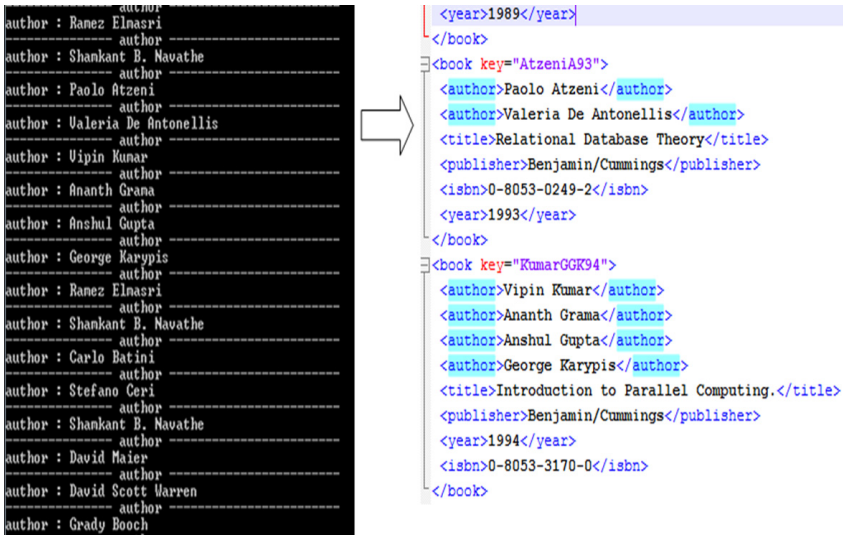 author
author : Ramez Elmasri
--------------- author ------------------------
author : Shamkant B. Navathe
--------------- author ------------------------
author : Paolo Atzeni
--------------- author ------------------------
author : Valeria De Antonellis
--------------- author ------------------------
author : Vipin Kumar
--------------- author ------------------------
author : Ananth Grama
--------------- author ------------------------
author : Anshul Gupta
--------------- author ------------------------
author : George Karypis
--------------- author ------------------------
author : Ramez Elmasri
--------------- author ------------------------
author : Shamkant B. Navathe
--------------- author ------------------------
author : Carlo Batini
--------------- author ------------------------
author : Stefano Ceri
--------------- author ------------------------
author : Shamkant B. Navathe
--------------- author ------------------------
author : David Maier
--------------- author ------------------------
author : David Scott Warren
--------------- author ------------------------
author : Grady Booch
<year>1989</year>
</book>
<book key="AtzeniA93">
<author>Paolo Atzeni</author>
<author>Valeria De Antonellis</author>
<title>Relational Database Theory</title>
<publisher>Benjamin/Cummings</publisher>
<isbn>0-8053-0249-2</isbn>
<year>1993</year>
</book>
<book key="KumarGGK94">
<author>Vipin Kumar</author>
<author>Ananth Grama</author>
<author>Anshul Gupta</author>
<author>George Karypis</author>
<title>Introduction to Parallel Computing.</title>
<publisher>Benjamin/Cummings</publisher>
<year>1994</year>
<isbn>0-8053-3170-0</isbn>
</book>